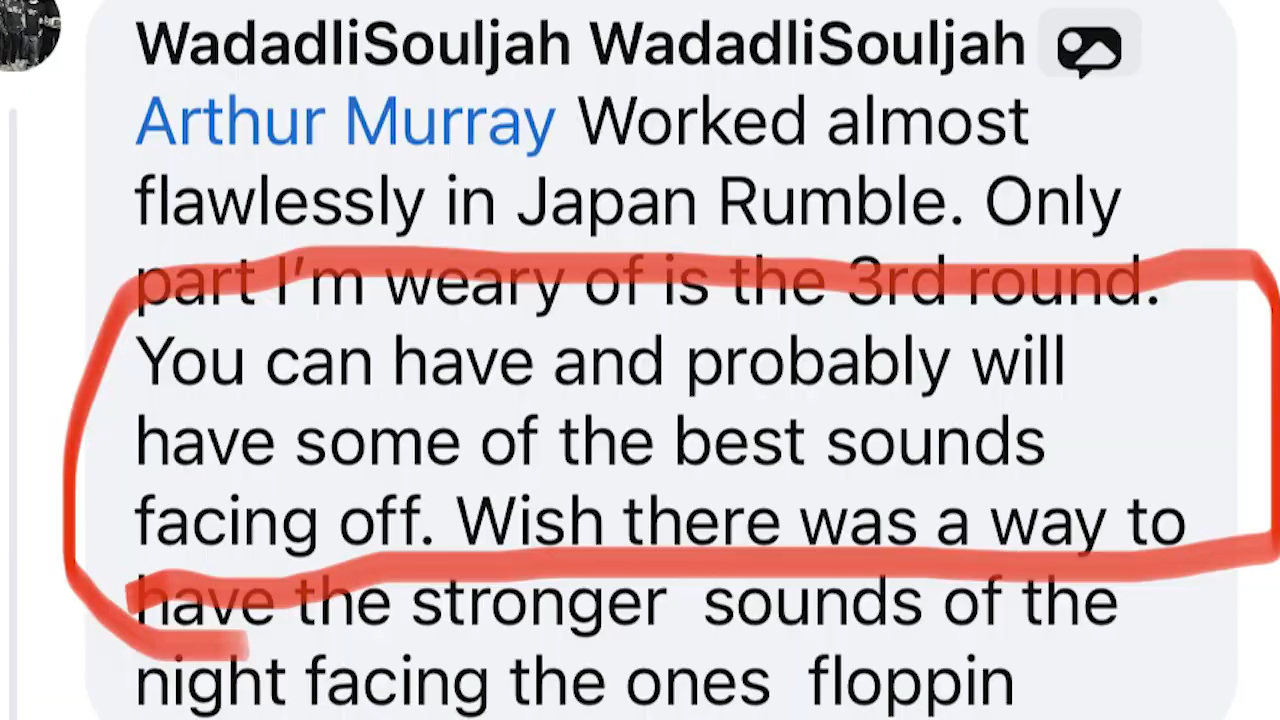 WadadliSouljah WadadliSouljah
Arthur Murray Worked almost
flawlessly in Japan Rumble. Only
part I'm weary of is the 3rd round.
You can have and probably will
have some of the best sounds
facing off. Wish there was a way to
have the stronger sounds of the
night facing the ones floppin